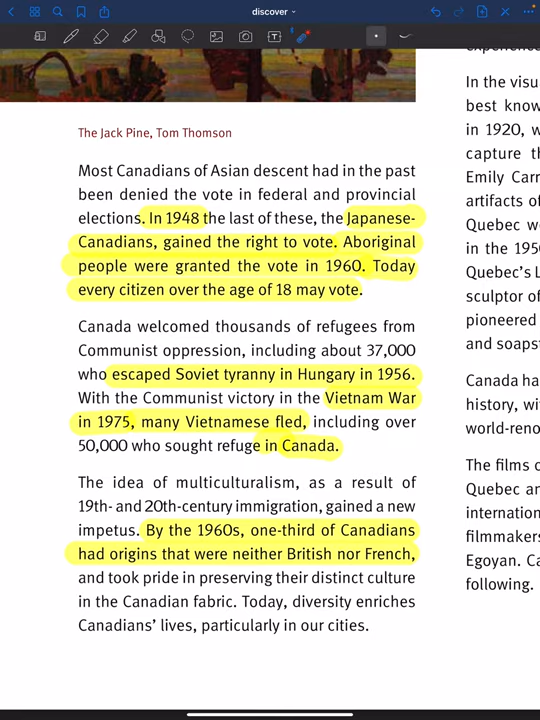 discover
The Jack Pine, Tom Thomson
Most Canadians of Asian descent had in the past
been denied the vote in federal and provincial
elections. In 1948 the last of these, the Japanese-
Canadians, gained the right to vote. Aboriginal
people were granted the vote in 1960. Today
every citizen over the age of 18 may vote.
Canada welcomed thousands of refugees from
Communist oppression, including about 37,000
who escaped Soviet tyranny in Hungary in 1956.
With the Communist victory in the Vietnam War
in 1975, many Vietnamese fled, including over
50,000 who sought refuge in Canada.
The idea of multiculturalism, as a result of
19th- and 20th-century immigration, gained a new
impetus. By the 1960s, one-third of Canadians
had origins that were neither British nor French,
and took pride in preserving their distinct culture
in the Canadian fabric. Today, diversity enriches
Canadians' lives, particularly in our cities.
In the visu
best know
in 1920, w
capture th
Emily Carr
artifacts of
Quebec w
in the 195
Quebec's L
sculptor of
pioneered
and soaps
Canada ha
history, wi
world-reno
The films o
Quebec an
internation
filmmakers
Egoyan. Ca
following.